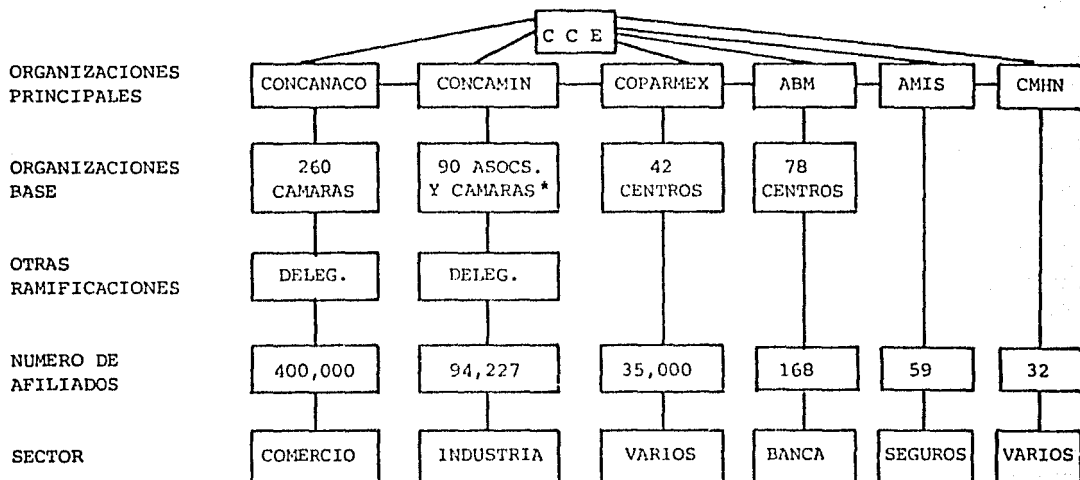 C C E
ORGANIZACIONES
PRINCIPALES
CONCANACO
CONCAMIN
COPARMEX
ABM
AMIS
CMHN
ORGANIZACIONES
BASE
260
CAMARAS
90 ASOCS.
Y CAMARAS*
42
CENTROS
78
CENTROS
OTRAS
RAMIFICACIONES
DELEG.
DELEG.
NUMERO DE
AFILIADOS
400,000
94,227
35,000
168
59
32
SECTOR
COMERCIO
INDUSTRIA
VARIOS
BANCA
SEGUROS
VARIOS